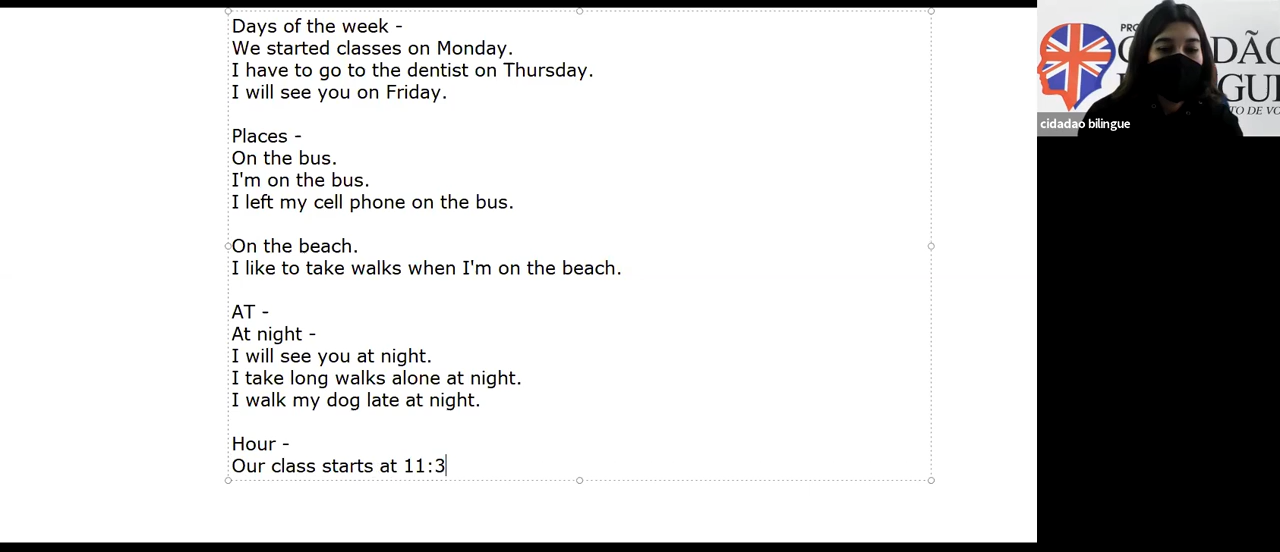 Days of the week -
We started classes on Monday.
I have to go to the dentist on Thursday.
I will see you on Friday.
Places -
On the bus.
I'm on the bus.
I left my cell phone on the bus.
On the beach.
I like to take walks when I'm on the beach.
AT -
At night -
I will see you at night.
I take long walks alone at night.
I walk my dog late at night.
Hour -
Our class starts at 11:3
cidadao bilingue